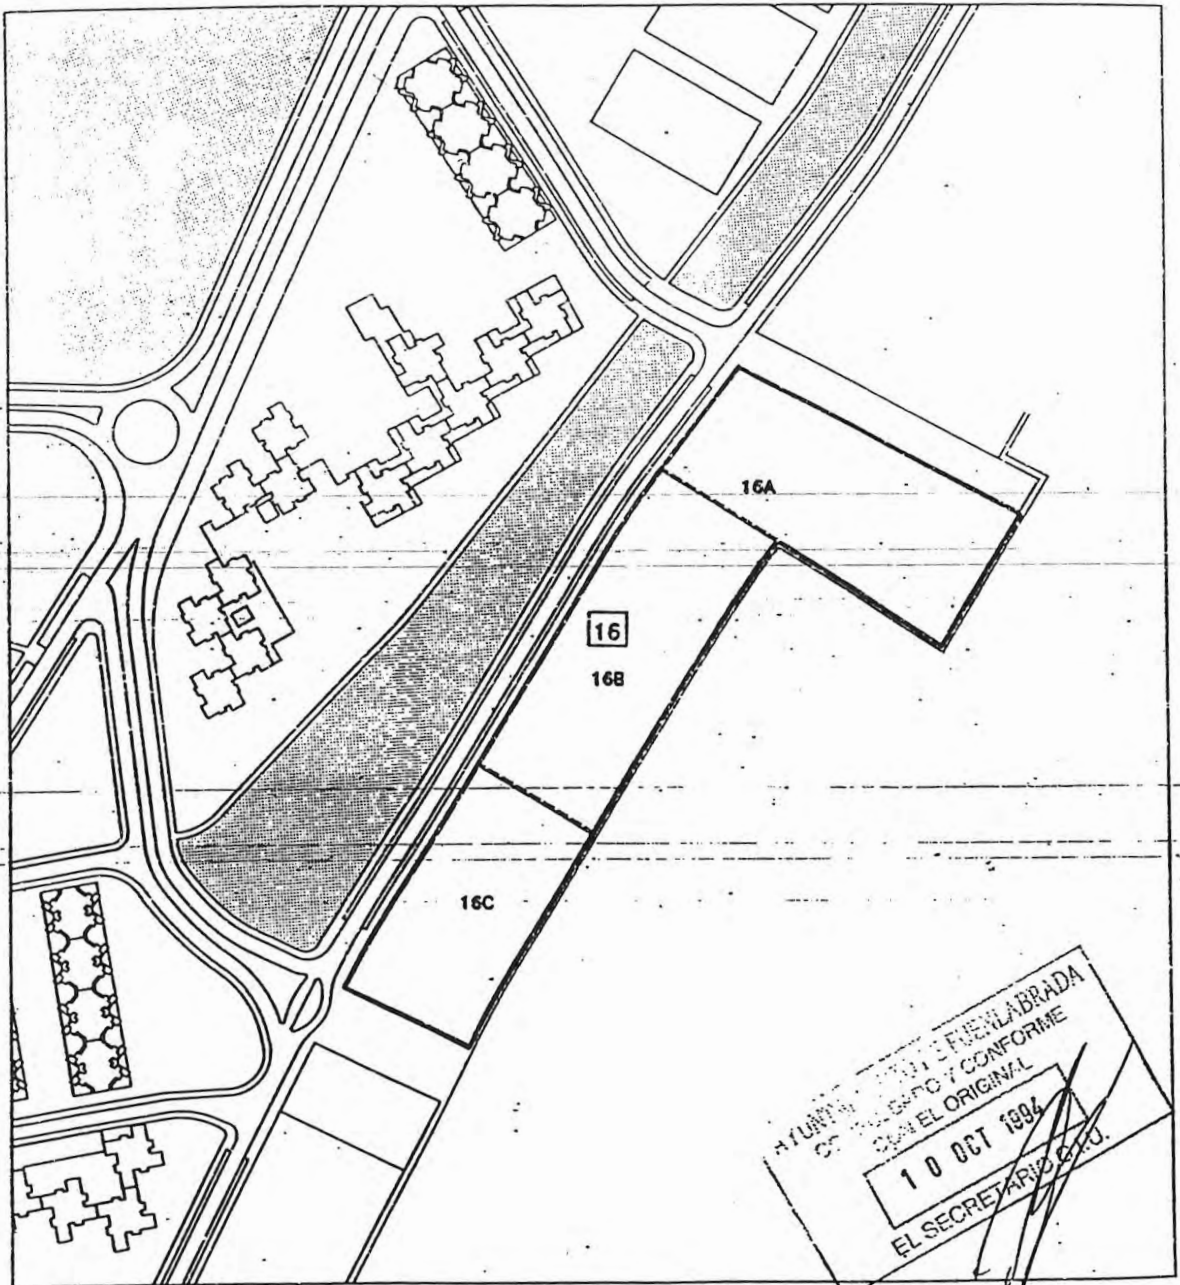 16A
16
16B
16C
FUENLABRADA
Y CONFORME
EL ORIGINAL
10 OCT 1994
EL SECRETARIO